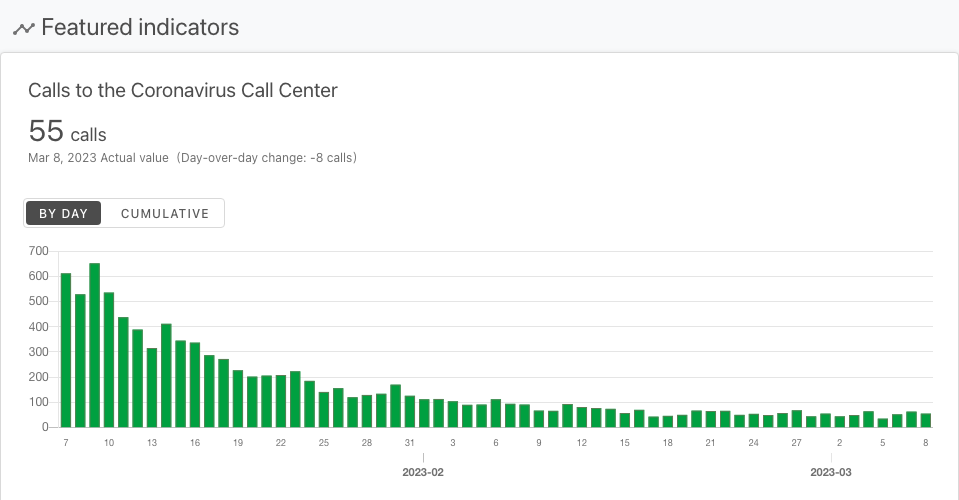 Featured indicators
Calls to the Coronavirus Call Center
55 calls
Mar 8, 2023 Actual value (Day-over-day change: -8 calls)
BY DAY CUMULATIVE
700
600
500
400
300
200
100
0
7 10 13 16 19 22 25 28 31 3 6 9 12 15 18 21 24 27 2 5 8
2023-02 2023-03